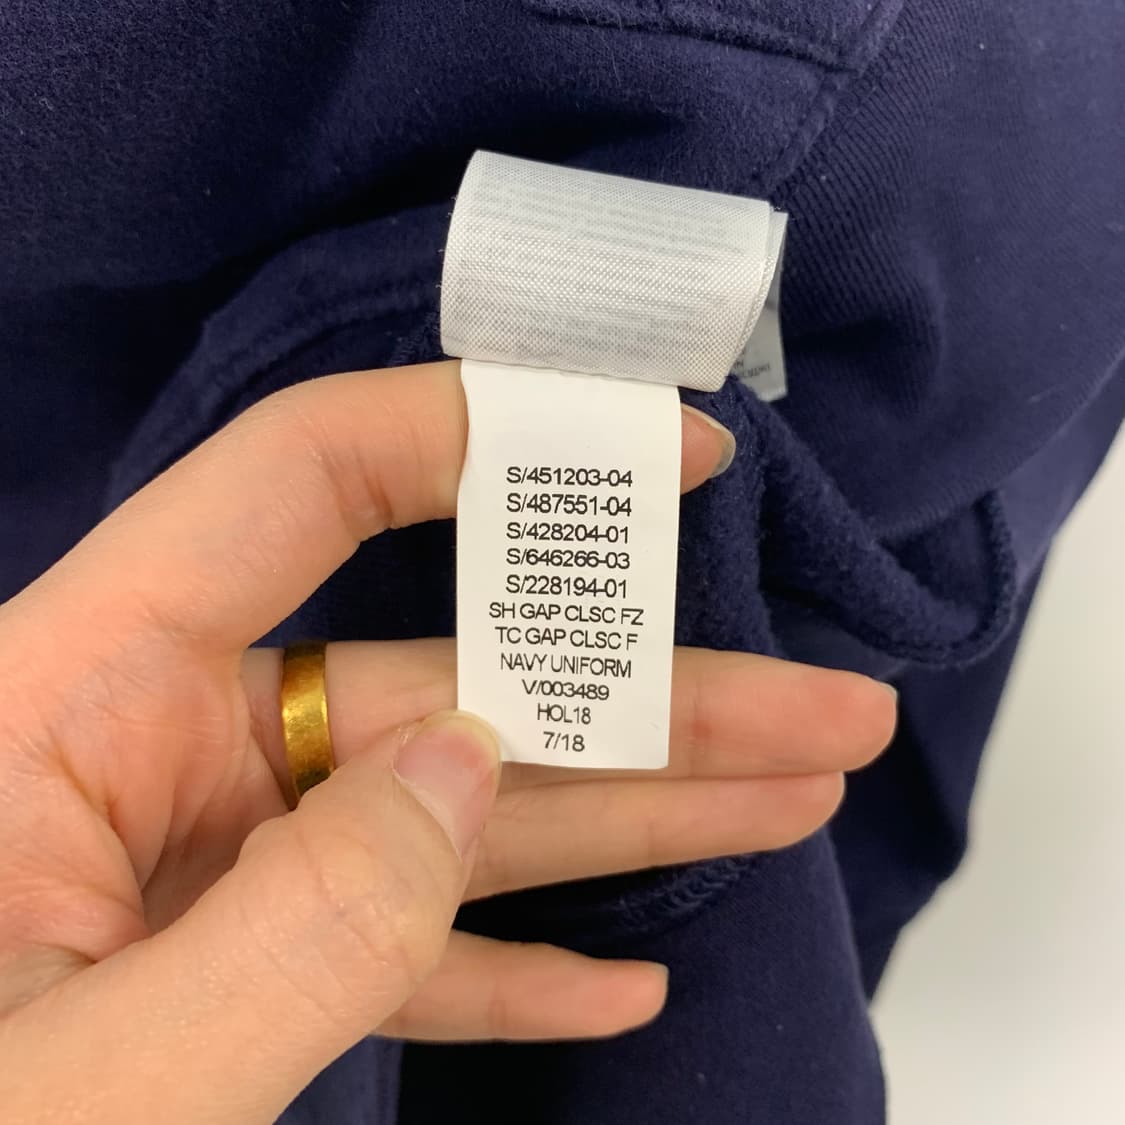 S/451203-04
S/487551-04
S/428204-01
S/646266-03
S/228194-01
SH GAP CLSC FZ
TC GAP CLSC F
NAVY UNIFORM
V/003489
HOL18
7/18